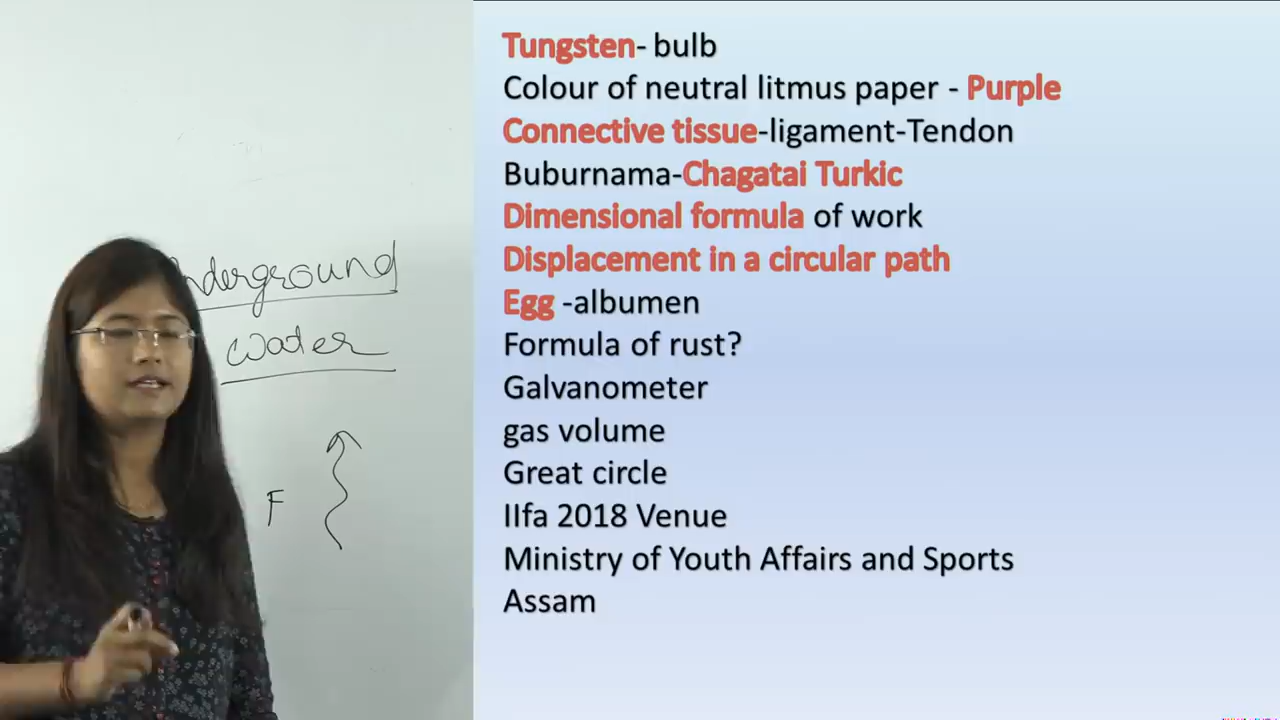 underground
water
F
Tungsten- bulb
Colour of neutral litmus paper - Purple
Connective tissue-ligament-Tendon
Buburnama-Chagatai Turkic
Dimensional formula of work
Displacement in a circular path
Egg -albumen
Formula of rust?
Galvanometer
gas volume
Great circle
IIfa 2018 Venue
Ministry of Youth Affairs and Sports
Assam